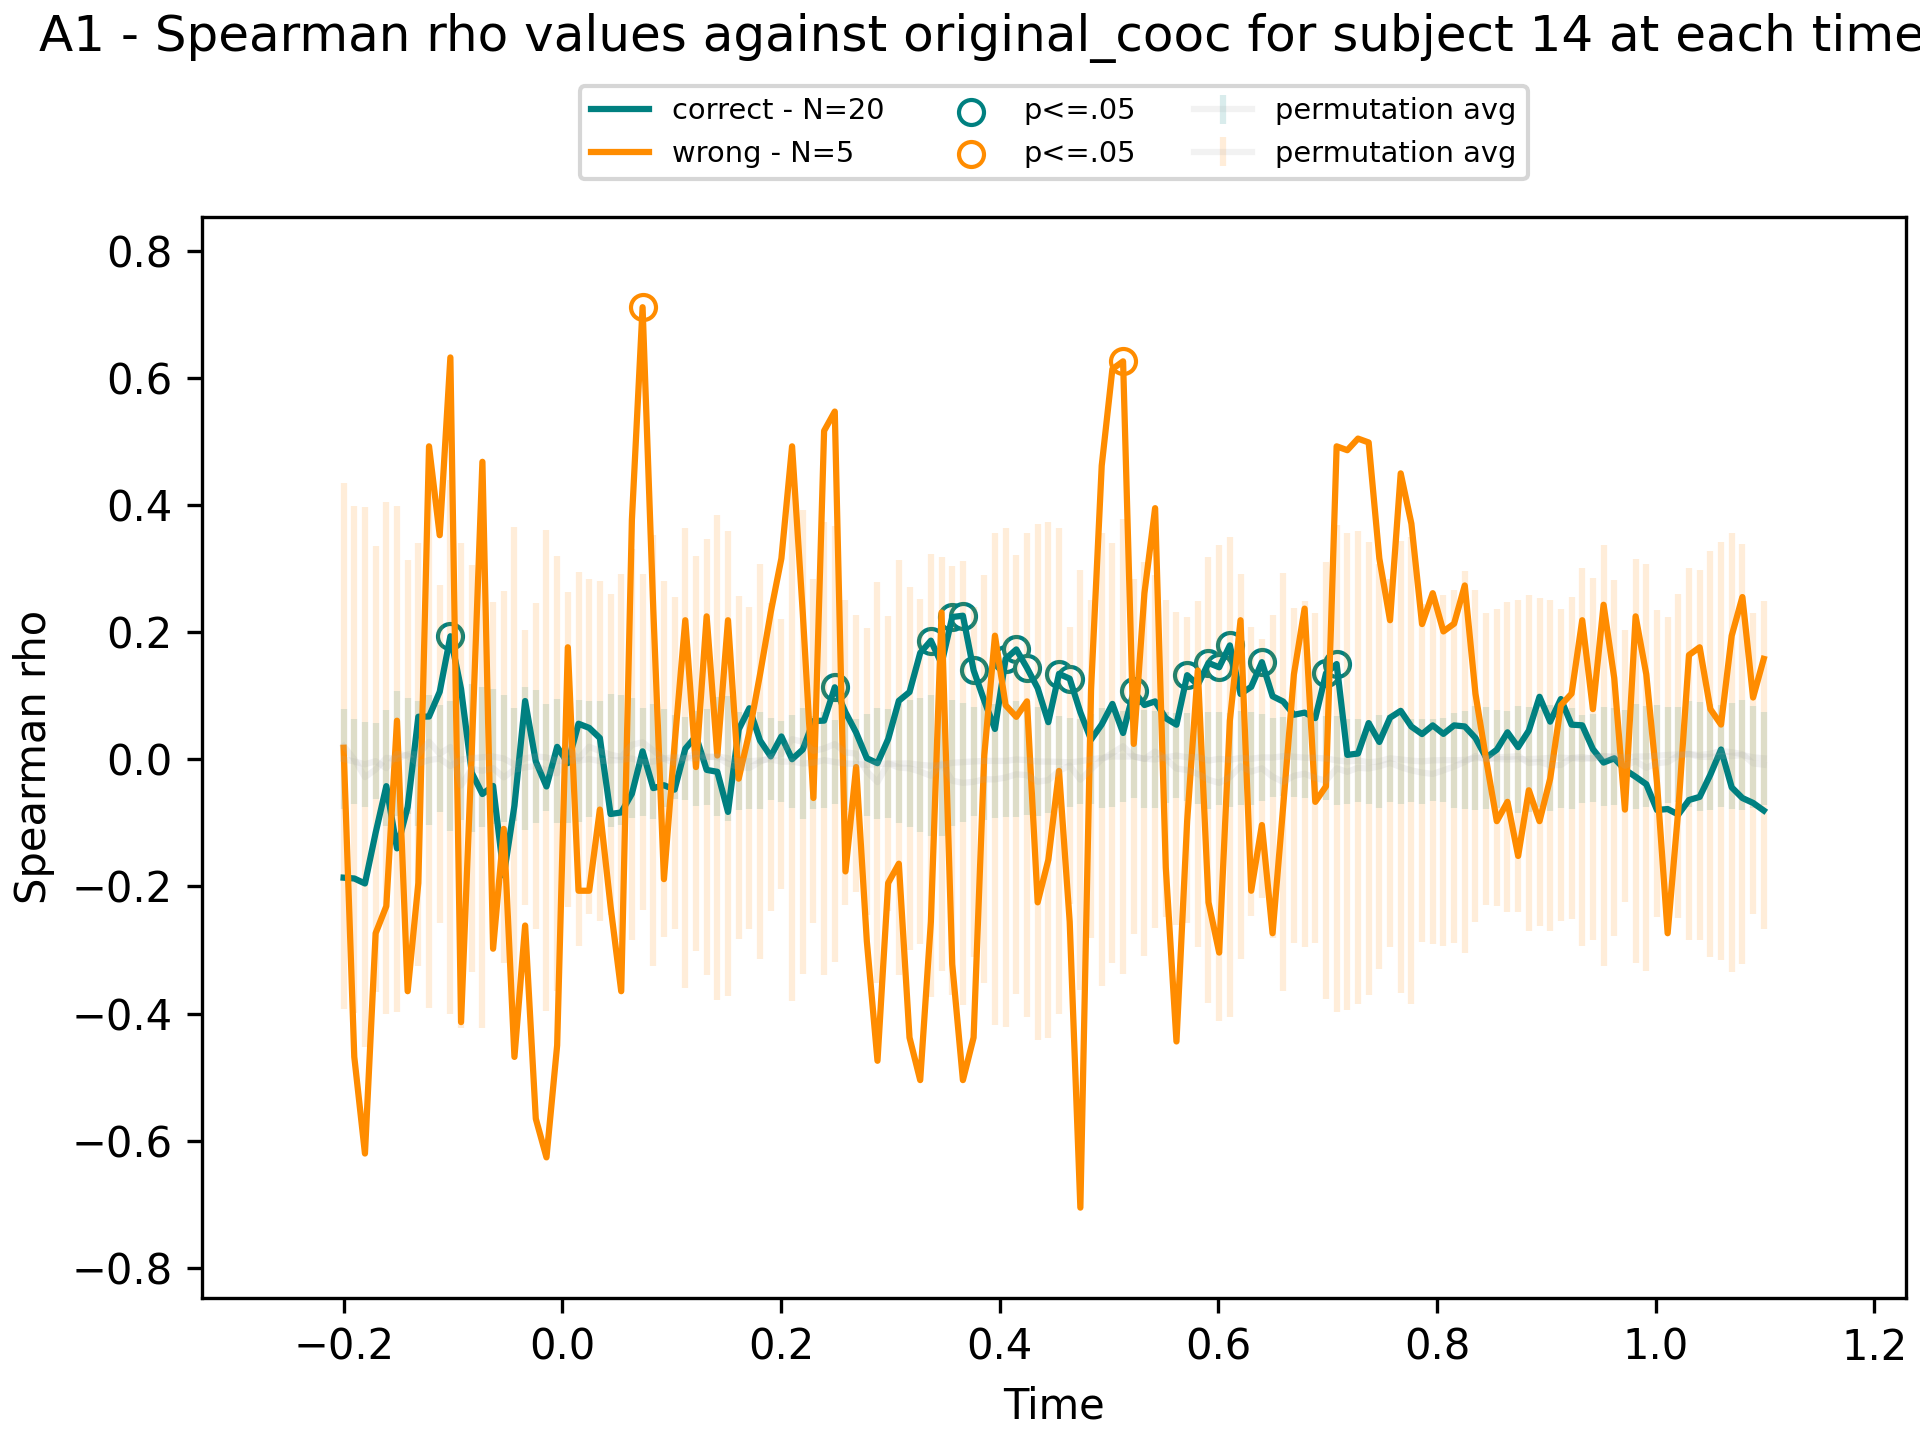 A1 - Spearman rho values against original_cooc for subject 14 at each time
correct - N=20 p<=.05 permutation avg
wrong - N=5 p<=.05 permutation avg
Spearman rho
0.8
0.6
0.4
0.2
0.0
−0.2
−0.4
−0.6
−0.8
−0.2 0.0 0.2 0.4 0.6 0.8 1.0 1.2
Time